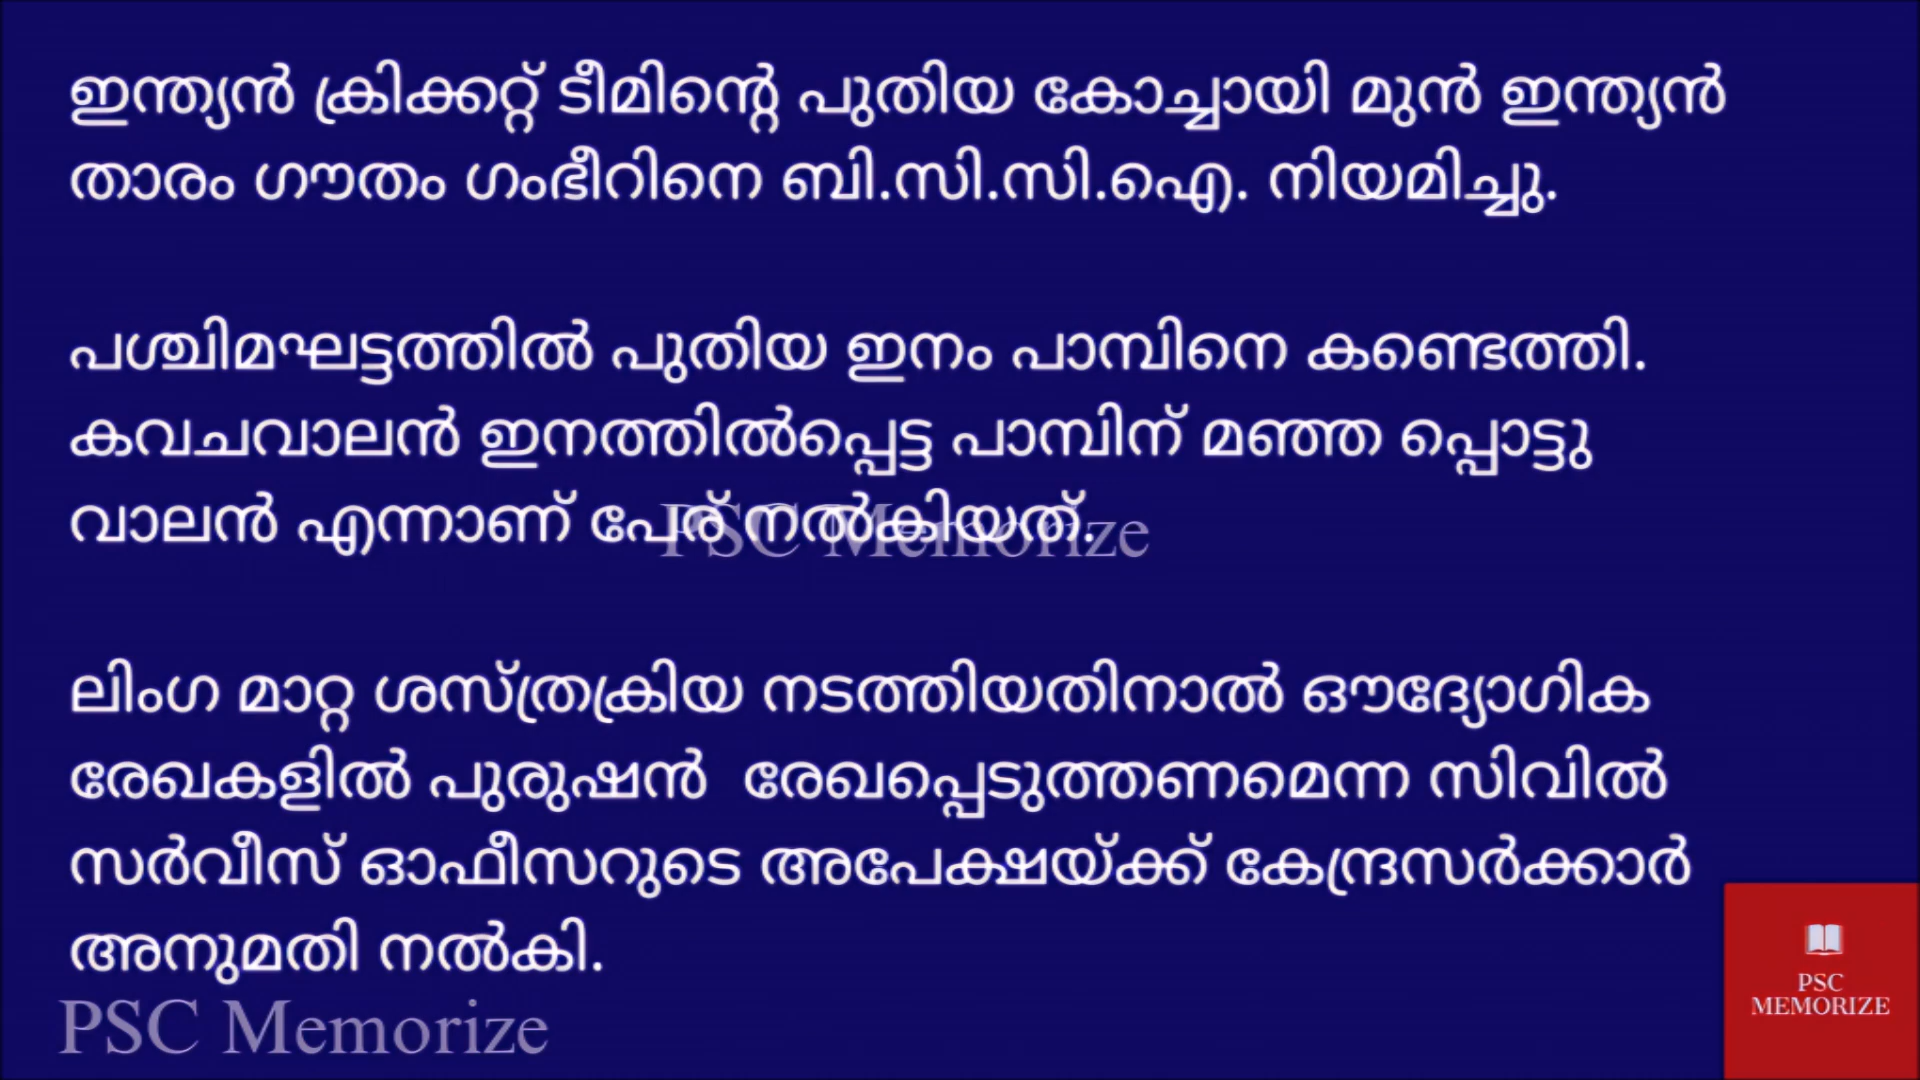 ഇന്ത്യൻ ക്രിക്കറ്റ് ടീമിന്റെ പുതിയ കോച്ചായി മുൻ ഇന്ത്യൻ
താരം ഗൗതം ഗംഭീറിനെ ബി.സി.സി.ഐ. നിയമിച്ചു.
പശ്ചിമഘട്ടത്തിൽ പുതിയ ഇനം പാമ്പിനെ കണ്ടെത്തി.
കവചവാലൻ ഇനത്തിൽപ്പെട്ട പാമ്പിന് മഞ്ഞ പ്പൊട്ടു
വാലൻ എന്നാണ് പേര് നൽകിയത്.
PSC Memorize
ലിംഗ മാറ്റ ശസ്ത്രക്രിയ നടത്തിയതിനാൽ ഔദ്യോഗിക
രേഖകളിൽ പുരുഷൻ രേഖപ്പെടുത്തണമെന്ന സിവിൽ
സർവീസ് ഓഫീസറുടെ അപേക്ഷയ്ക്ക് കേന്ദ്രസർക്കാർ
അനുമതി നൽകി.
PSC Memorize
PSC
MEMORIZE